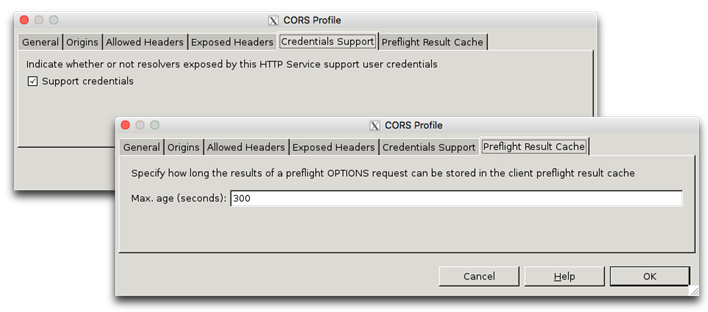 CORS Profile
General Origins Allowed Headers Exposed Headers Credentials Support Preflight Result Cache
Indicate whether or not resolvers exposed by this HTTP Service support user credentials
Support credentials
CORS Profile
General Origins Allowed Headers Exposed Headers Credentials Support Preflight Result Cache
Specify how long the results of a preflight OPTIONS request can be stored in the client preflight result cache
Max. age (seconds): 300
Cancel Help OK